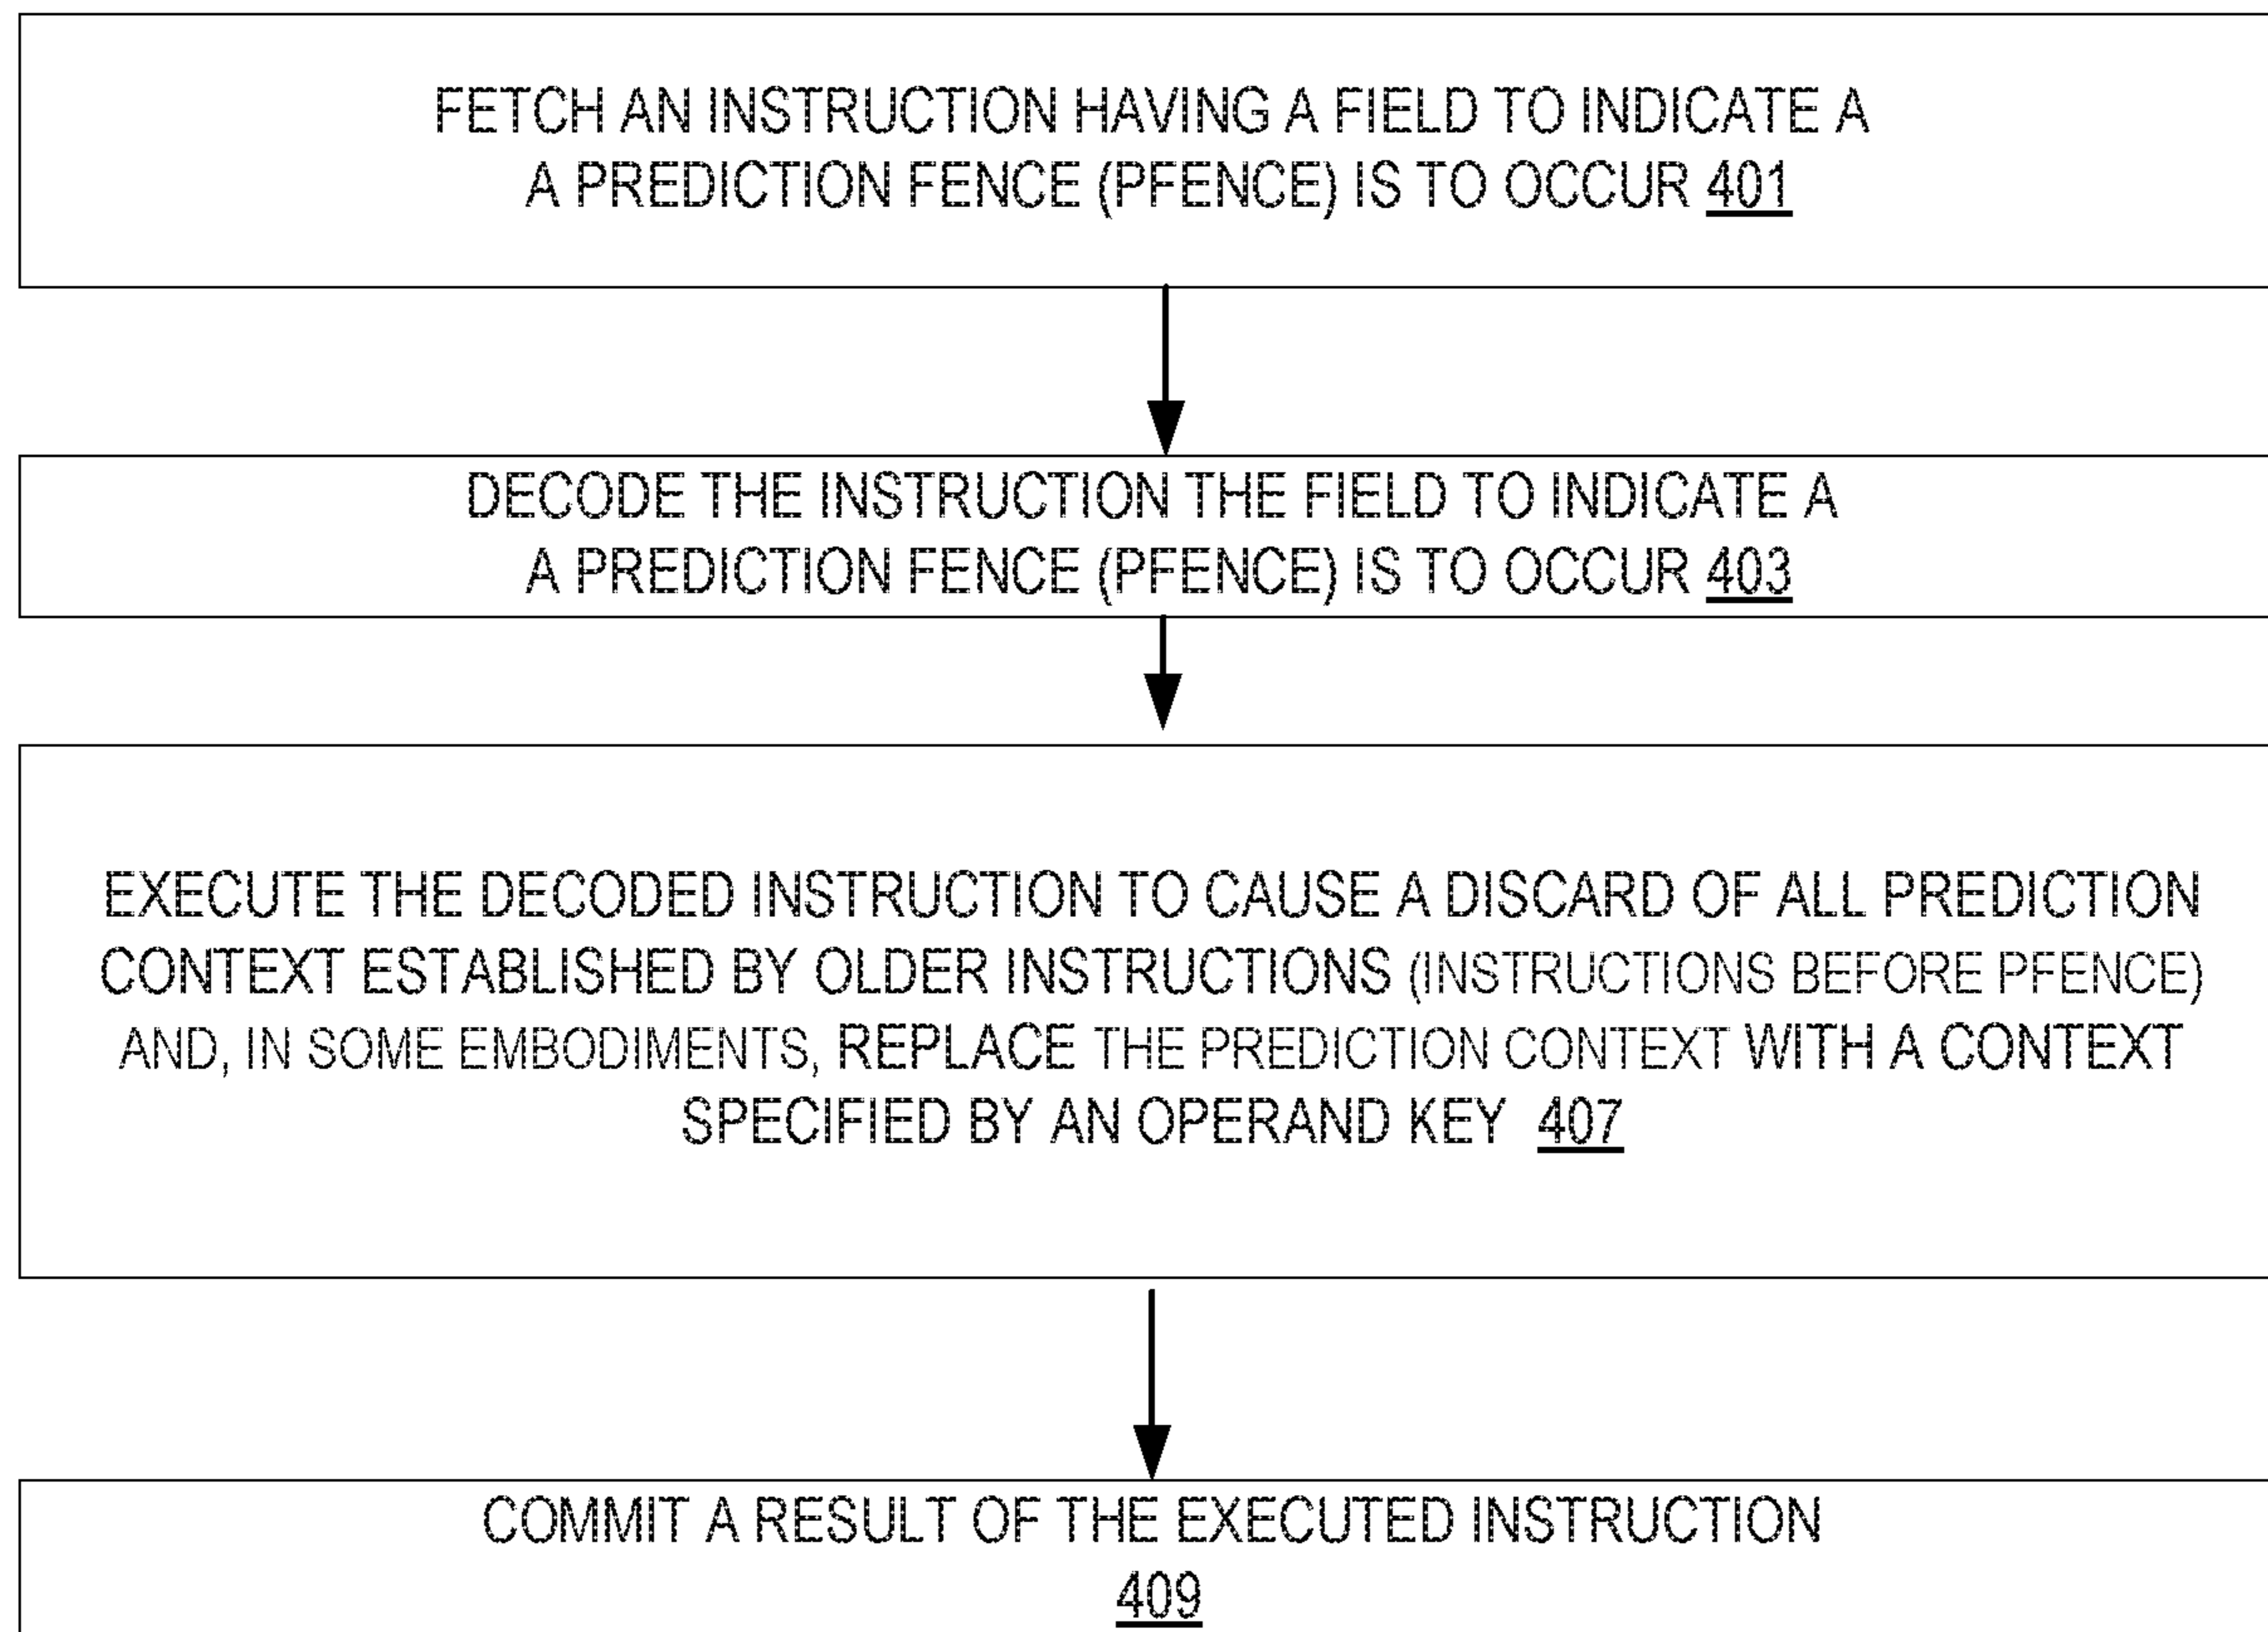 FETCH AN INSTRUCTION HAVING A FIELD TO INDICATE A
A PREDICTION FENCE (PFENCE) IS TO OCCUR 401
DECODE THE INSTRUCTION THE FIELD TO INDICATE A
A PREDICTION FENCE (PFENCE) IS TO OCCUR 403
EXECUTE THE DECODED INSTRUCTION TO CAUSE A DISCARD OF ALL PREDICTION
CONTEXT ESTABLISHED BY OLDER INSTRUCTIONS (INSTRUCTIONS BEFORE PFENCE)
AND, IN SOME EMBODIMENTS, REPLACE THE PREDICTION CONTEXT WITH A CONTEXT
SPECIFIED BY AN OPERAND KEY 407
COMMIT A RESULT OF THE EXECUTED INSTRUCTION
409